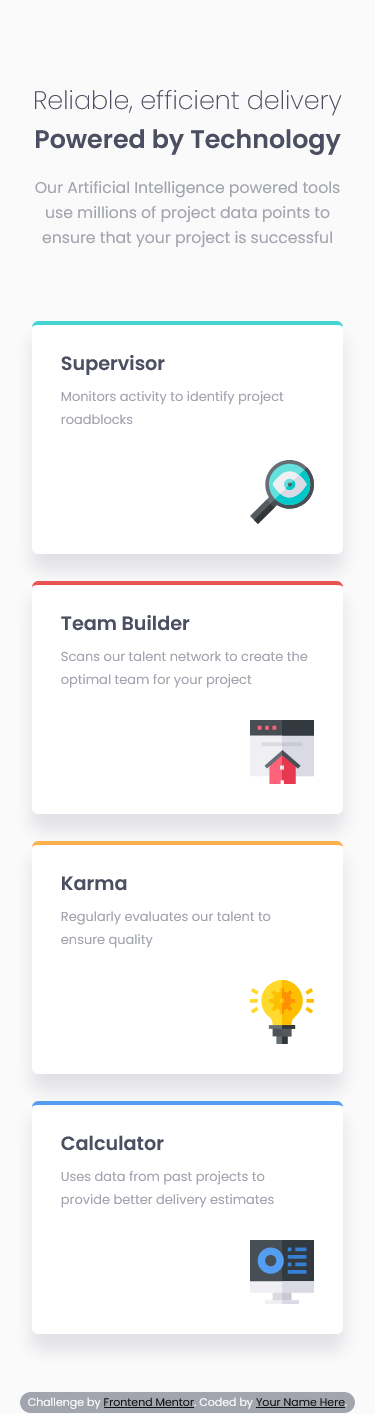 Reliable, efficient delivery
Powered by Technology
Our Artificial Intelligence powered tools
use millions of project data points to
ensure that your project is successful
Supervisor
Monitors activity to identify project
roadblocks
Team Builder
Scans our talent network to create the
optimal team for your project
Karma
Regularly evaluates our talent to
ensure quality
Calculator
Uses data from past projects to
provide better delivery estimates
Challenge by Frontend Mentor. Coded by Your Name Here.